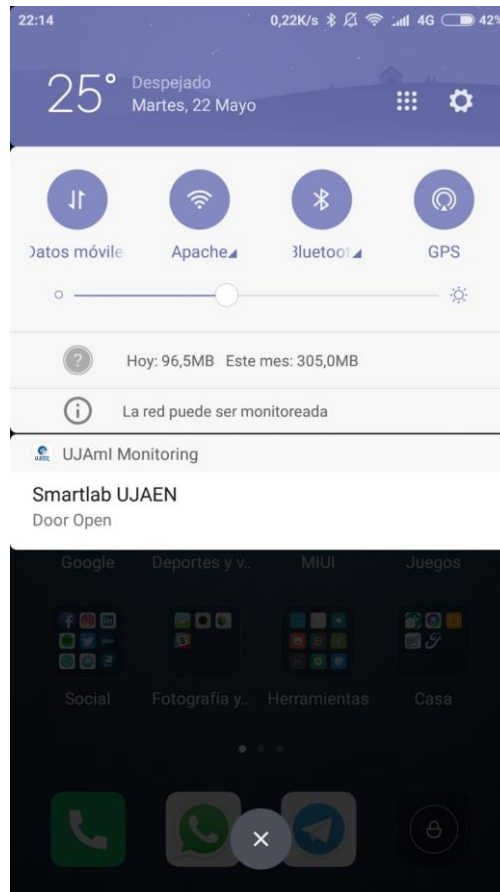 22:14 0,22K/s 4G 42%
25° Despejado
Martes, 22 Mayo
Datos móvile Apache Bluetoot GPS
Hoy: 96,5MB Este mes: 305,0MB
La red puede ser monitoreada
UJAmI Monitoring
Smartlab UJAEN
Door Open
Google Deportes y v.. MIUI Juegos
Social Fotografía y.. Herramientas Casa